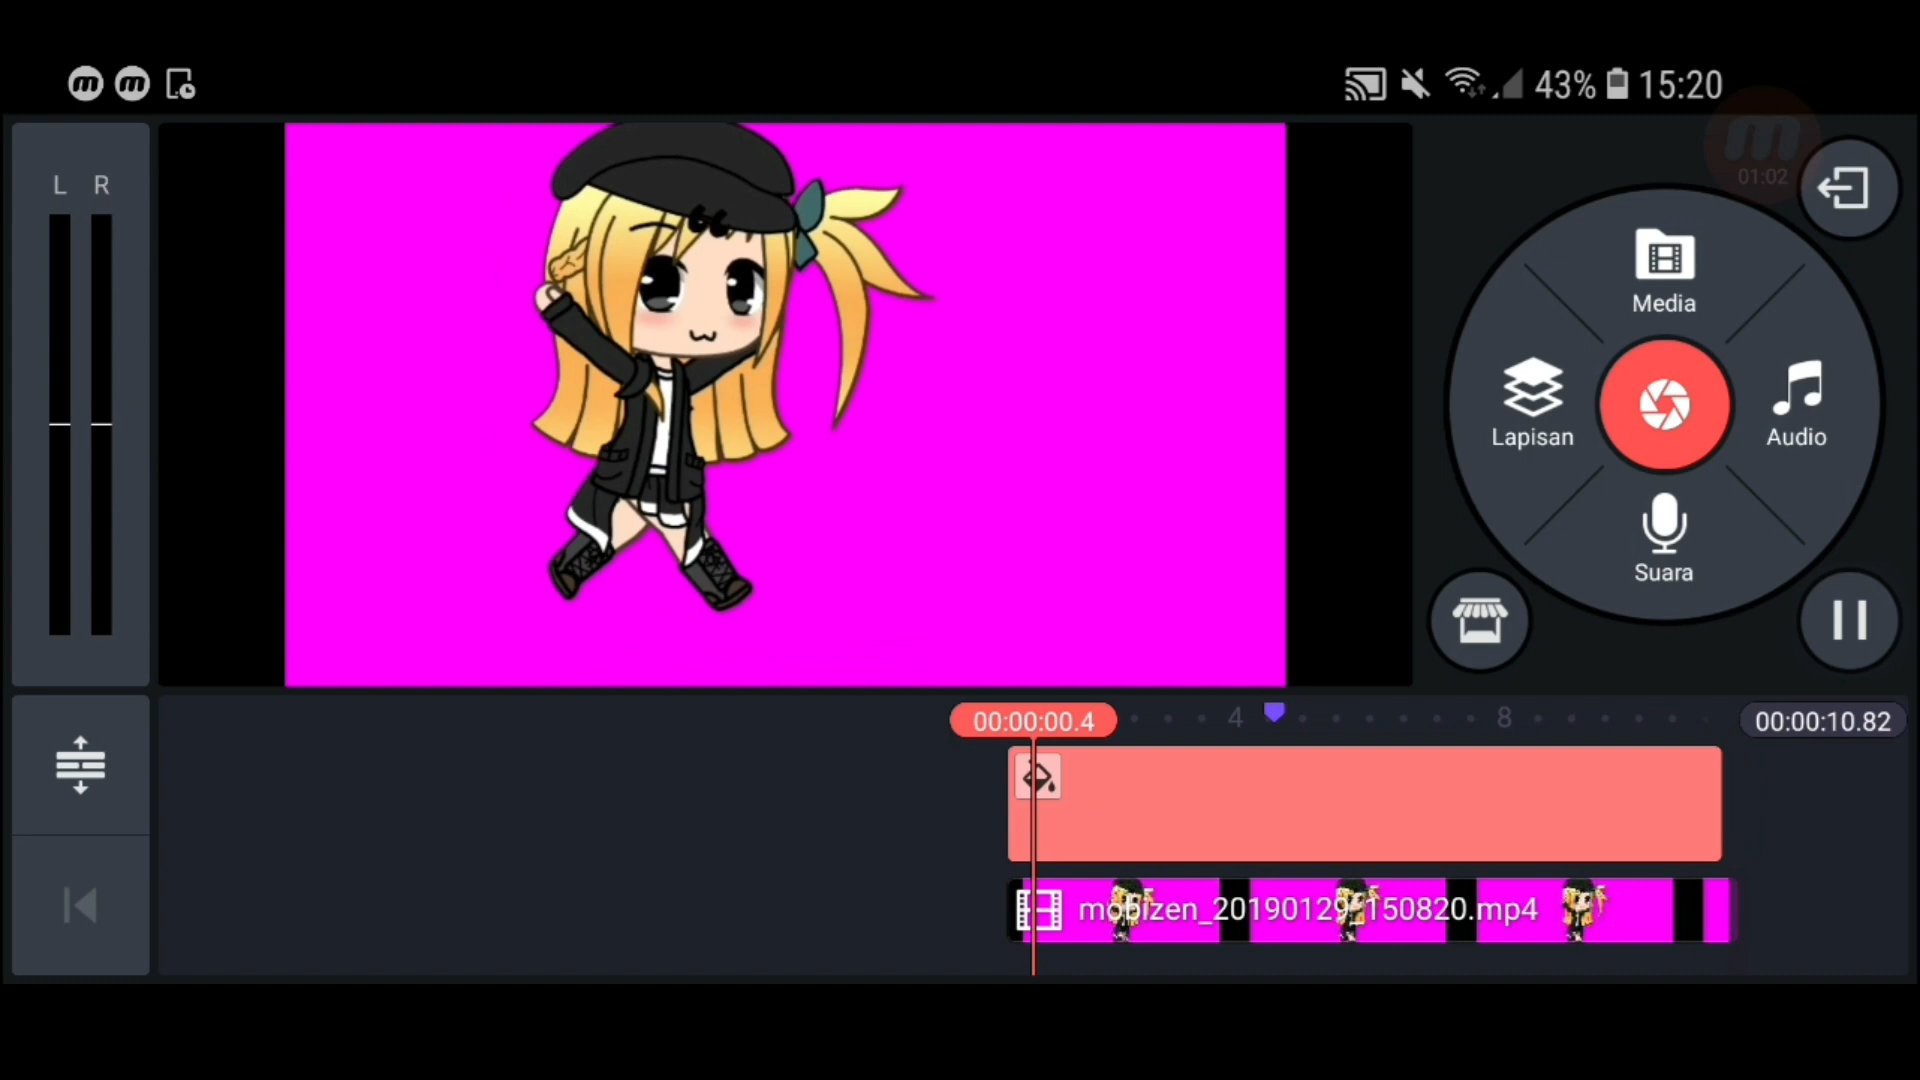 43% 15:20
m
01:02
L R
Media
Lapisan
Audio
Suara
00:00:00.4
4
8
00:00:10.82
mobizen_20190129_150820.mp4